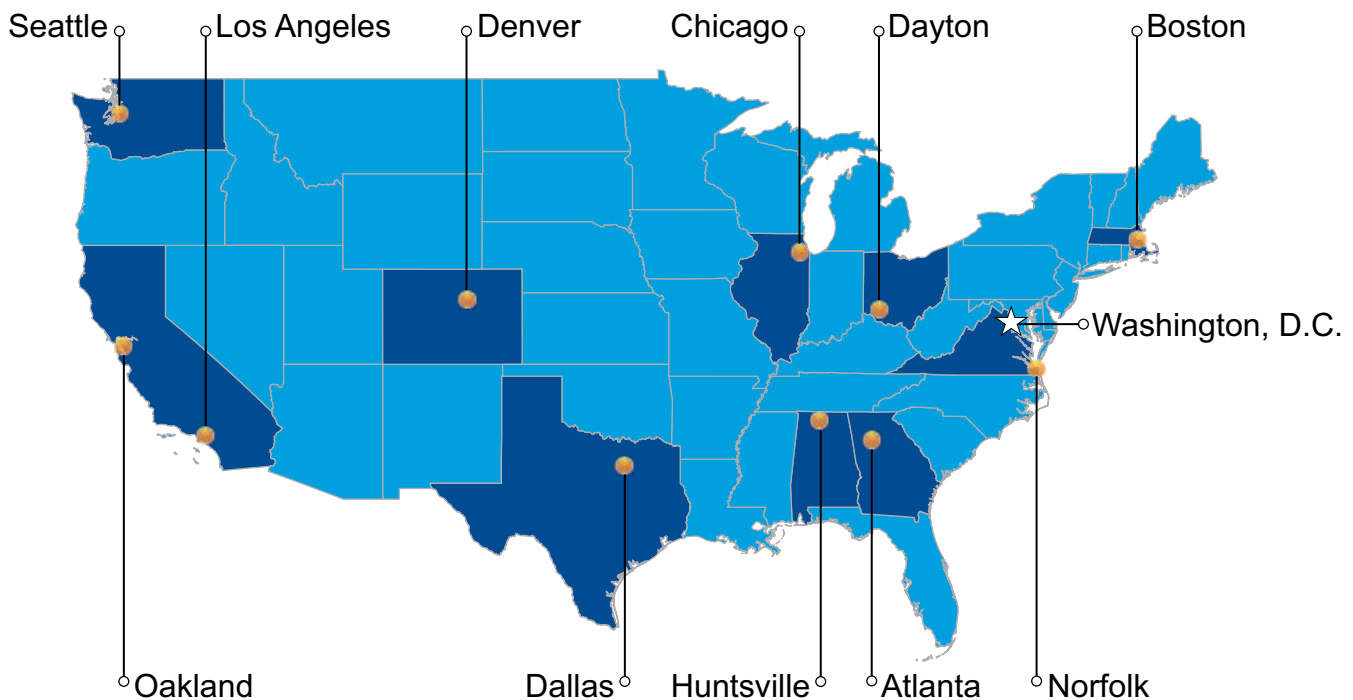 Seattle
Los Angeles
Denver
Chicago
Dayton
Boston
Washington, D.C.
Oakland
Dallas
Huntsville
Atlanta
Norfolk